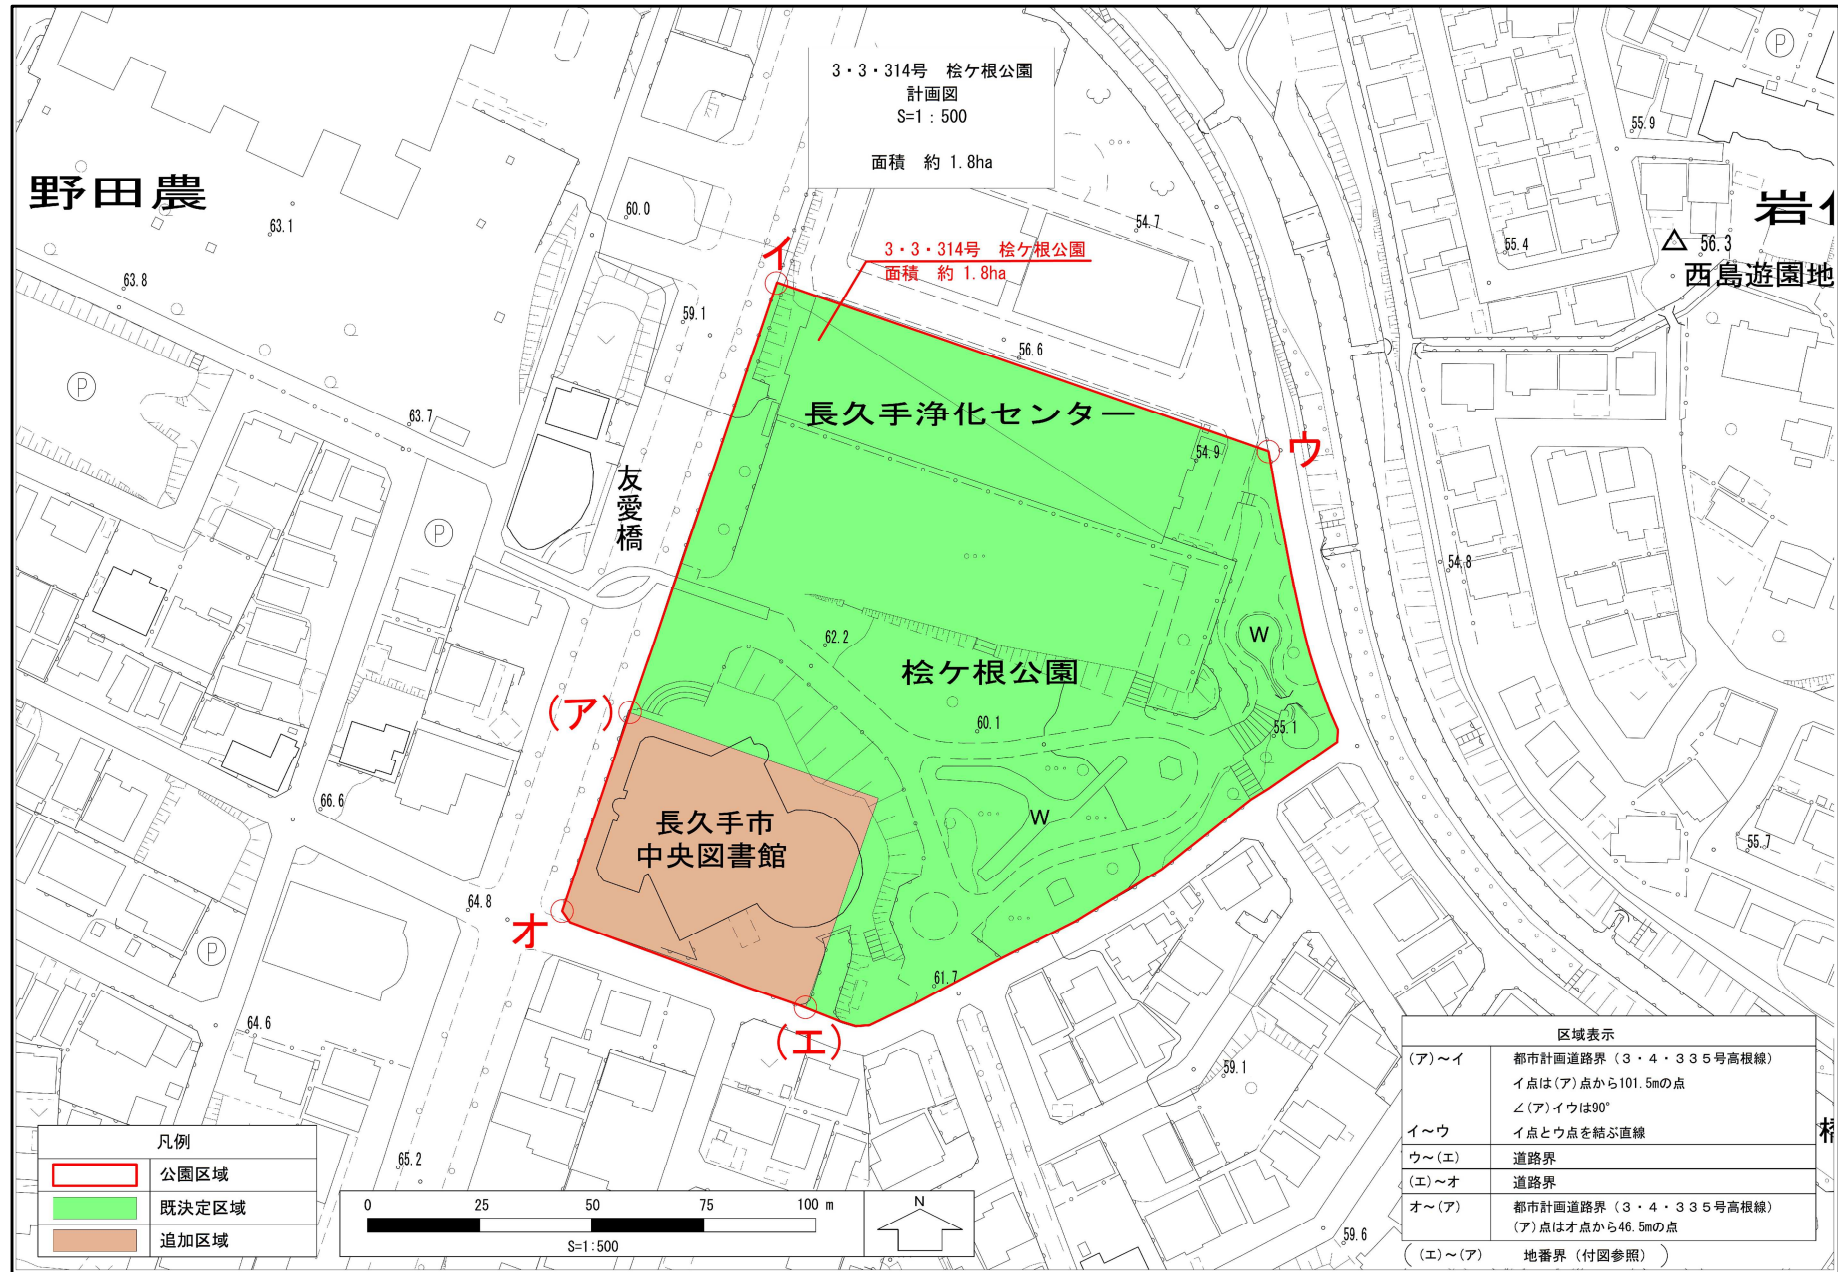 3・3・314号 桧ケ根公園
計画図
S=1：500
面積 約 1.8ha
野田農
63.1
60.0
63.8
59.1
63.7
P
P
P
P
54.7
55.9
55.4
56.3
西島遊園地
イ
3・3・314号 桧ケ根公園
面積 約 1.8ha
56.6
長久手浄化センター
ウ
54.9
友愛橋
54.8
W
62.2
桧ケ根公園
(ア)
60.1
55.1
66.6
長久手市
中央図書館
W
55.7
64.8
オ
61.7
(エ)
64.6
59.1
65.2
59.6
凡例
公園区域
既決定区域
追加区域
0 25 50 75 100 m
S=1:500
N
区域表示
(ア)～イ 都市計画道路界（3・4・335号高根線）
イ点は(ア)点から101.5mの点
∠(ア)イウは90°
イ～ウ イ点とウ点を結ぶ直線
ウ～(エ) 道路界
(エ)～オ 道路界
オ～(ア) 都市計画道路界（3・4・335号高根線）
(ア)点はオ点から46.5mの点
(エ)～(ア) 地番界（付図参照）